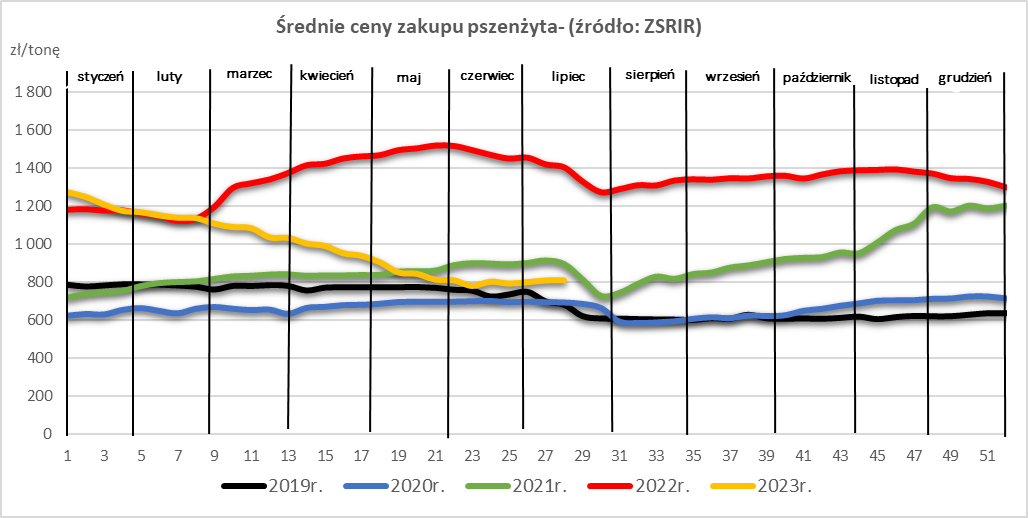 Średnie ceny zakupu pszenżyta- (źródło: ZSRIR)
zł/tonę
styczeń luty marzec kwiecień maj czerwiec lipiec sierpień wrzesień październik listopad grudzień
1 800
1 600
1 400
1 200
1 000
800
600
400
200
0
1 3 5 7 9 11 13 15 17 19 21 23 25 27 29 31 33 35 37 39 41 43 45 47 49 51
2019r. 2020r. 2021r. 2022r. 2023r.